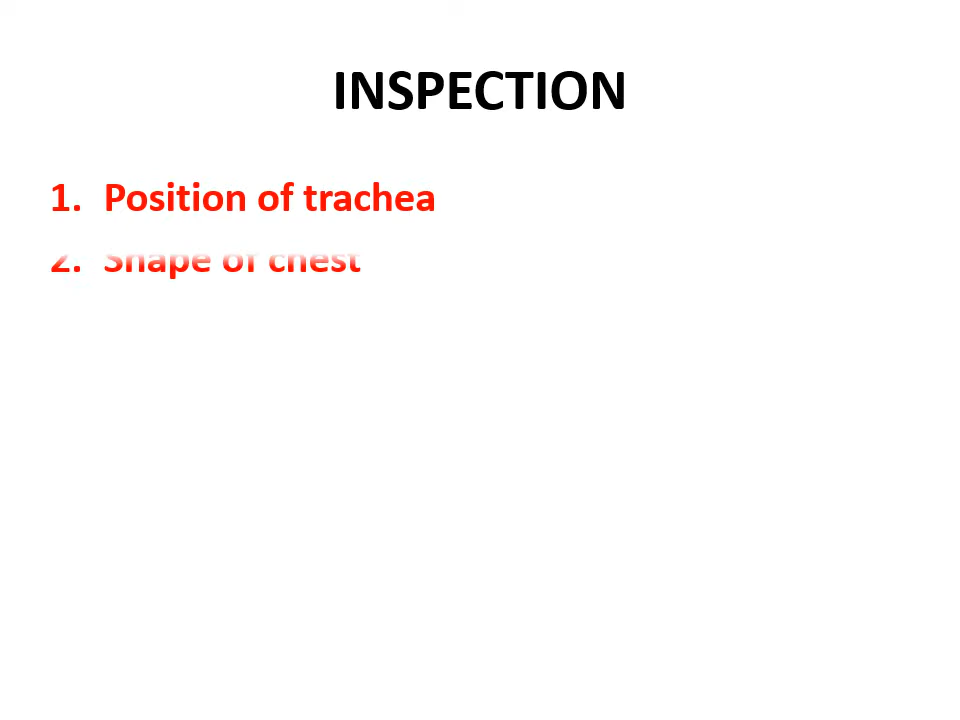 INSPECTION
1. Position of trachea
2. Shape of chest